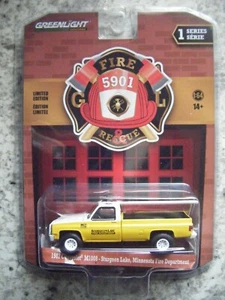 GREENLIGHT
1 SERIES
SÉRIE
FIRE
5901
LIMITED
EDITION
ÉDITION
LIMITÉE
& RESCUE
1:64
14+
M1008 - Sturgeon Lake, Minnesota Fire Department